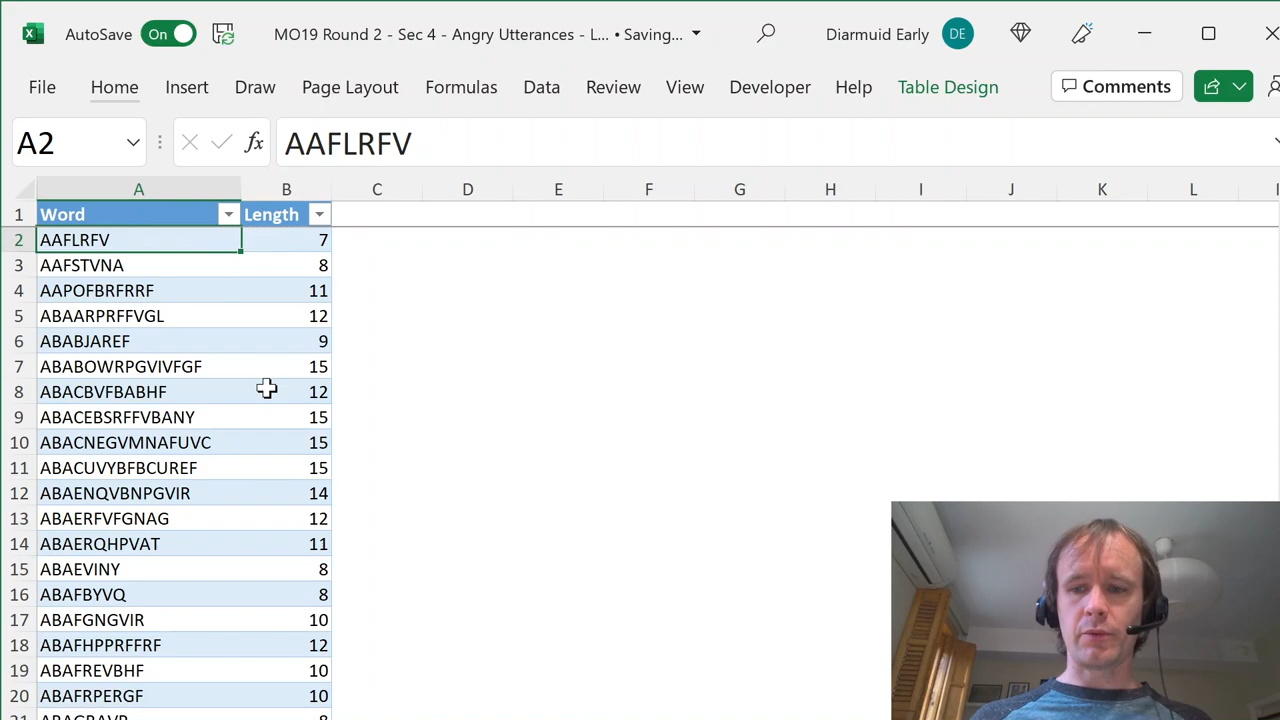 AutoSave On MO19 Round 2 - Sec 4 - Angry Utterances - L... • Saving... Diarmuid Early DE
File Home Insert Draw Page Layout Formulas Data Review View Developer Help Table Design Comments
A2 fx AAFLRFV
A B C D E F G H I J K L
1 Word Length
2 AAFLRFV 7
3 AAFSTVNA 8
4 AAPOFBRFRRF 11
5 ABAARPRFFVGL 12
6 ABABJAREF 9
7 ABABOWRPGVIVFGF 15
8 ABACBVFBABHF 12
9 ABACEBSRFFVBANY 15
10 ABACNEGVMNAFUVC 15
11 ABACUVYBFBCUREF 15
12 ABAENQVBNPGVIR 14
13 ABAERFVFGNAG 12
14 ABAERQHPVAT 11
15 ABAEVINY 8
16 ABAFBYVQ 8
17 ABAFGNGVIR 10
18 ABAFHPPRFFRF 12
19 ABAFREVBHF 10
20 ABAFRPERGF 10